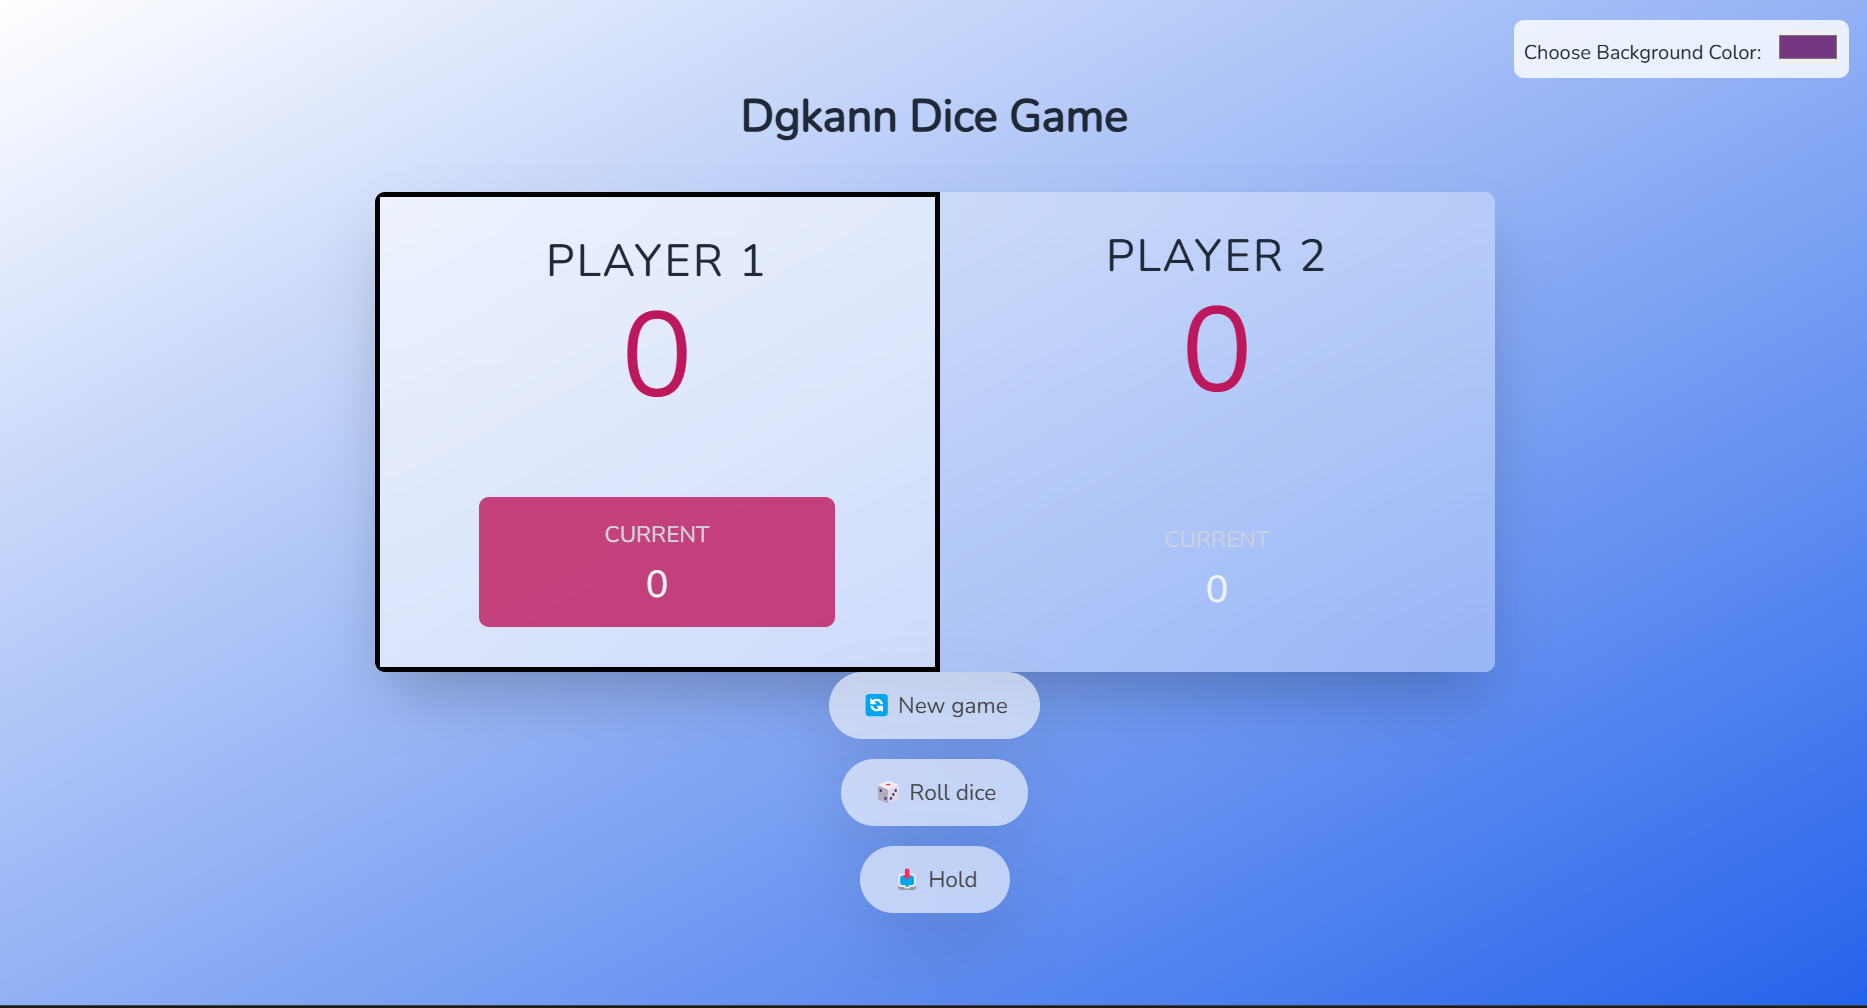 Choose Background Color:
Dgkann Dice Game
PLAYER 1
0
CURRENT
0
PLAYER 2
0
CURRENT
0
New game
Roll dice
Hold